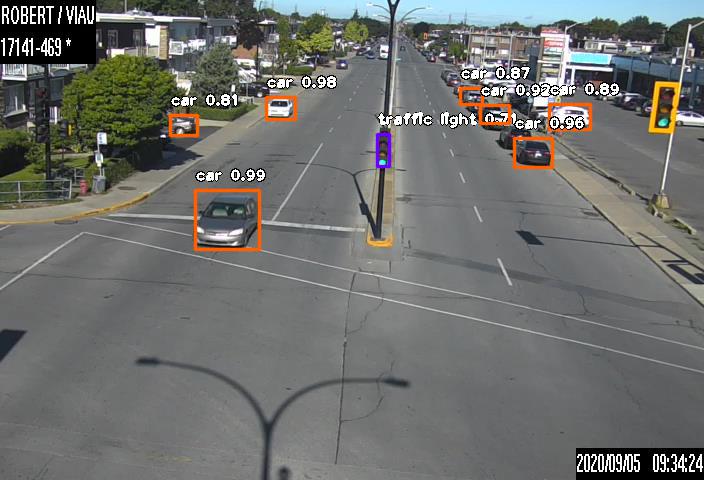 ROBERT / VIAU
17141-469 *
car 0.98
car 0.87
car 0.81
car 0.92
car 0.89
traffic light 0.71
car 0.96
car 0.99
2020/09/05 09:34:24